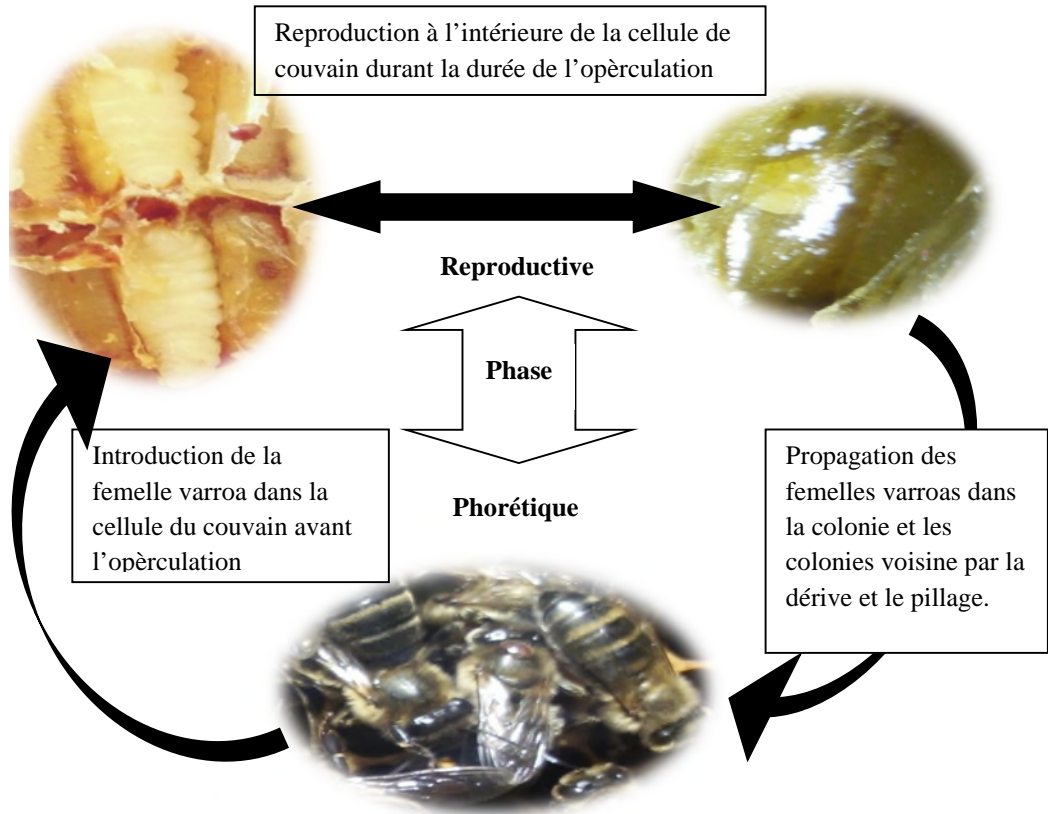 Reproduction à l'intérieure de la cellule de
couvain durant la durée de l'opèrculation
Reproductive
Phase
Phorétique
Introduction de la
femelle varroa dans la
cellule du couvain avant
l'opèrculation
Propagation des
femelles varroas dans
la colonie et les
colonies voisine par la
dérive et le pillage.